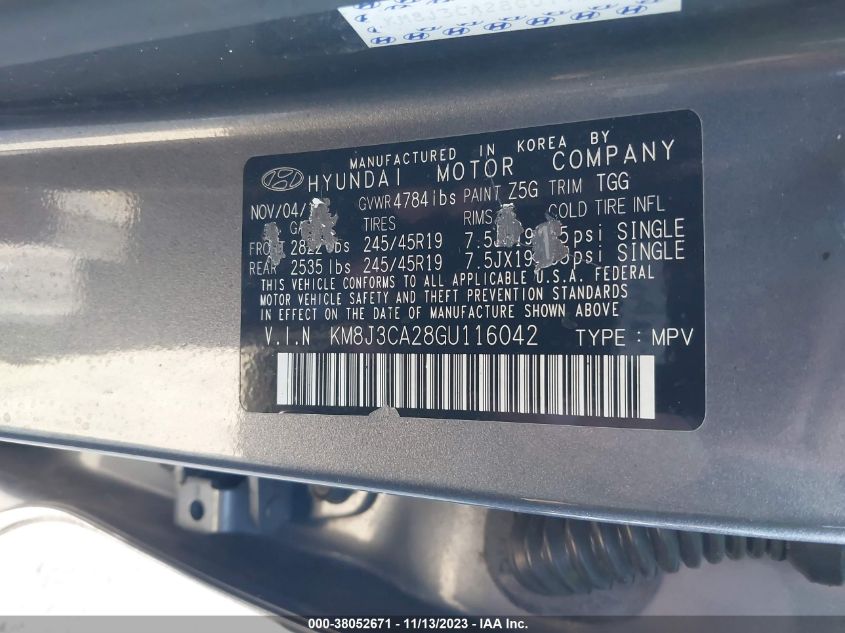 MANUFACTURED IN KOREA BY
HYUNDAI MOTOR COMPANY
NOV/04/ GVWR 4784 lbs PAINT Z5G TRIM TGG
TIRES RIMS COLD TIRE INFL
FRONT lbs 245/45R19 SINGLE
REAR 2535 lbs 245/45R19 7.5JX19 SINGLE
THIS VEHICLE CONFORMS TO ALL APPLICABLE U.S.A. FEDERAL
MOTOR VEHICLE SAFETY AND THEFT PREVENTION STANDARDS
IN EFFECT ON THE DATE OF MANUFACTURE SHOWN ABOVE
V.I.N KM8J3CA28GU116042 TYPE : MPV
000-38052671 - 11/13/2023 - IAA Inc.